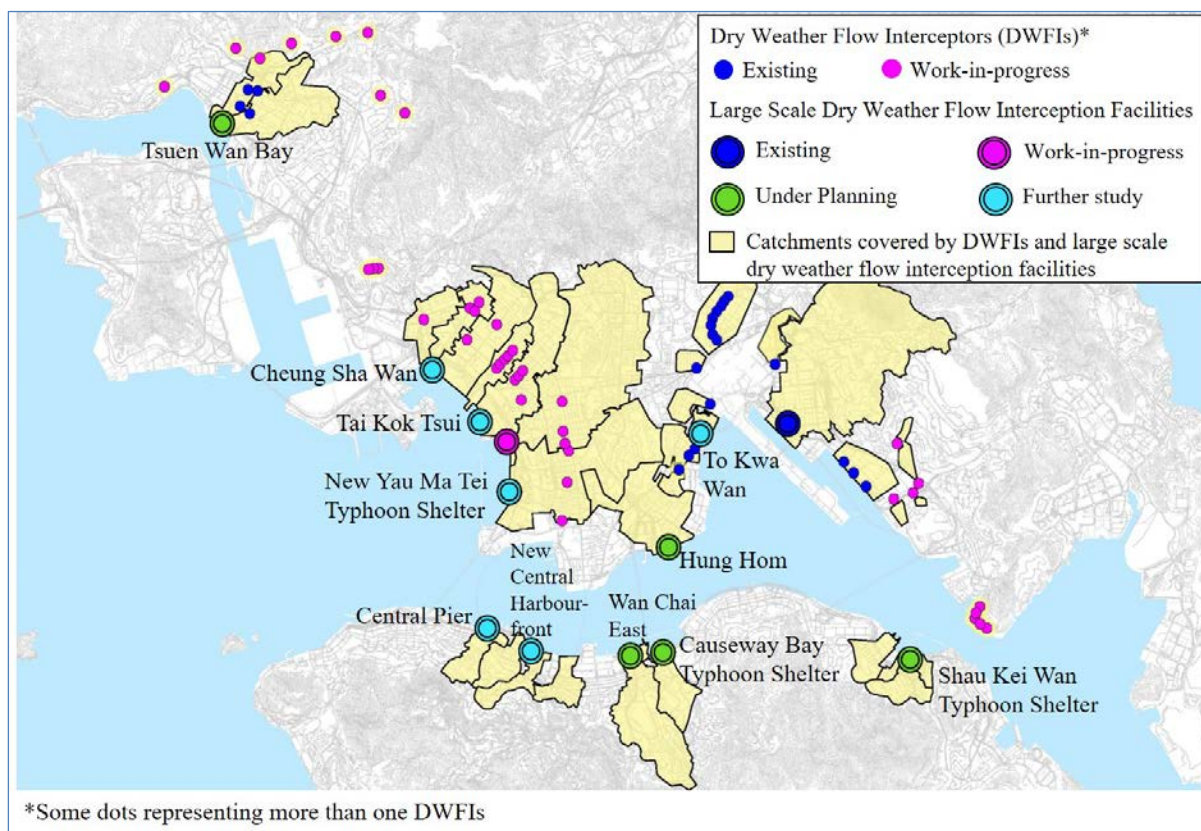 Dry Weather Flow Interceptors (DWFIs)*
Existing
Work-in-progress
Large Scale Dry Weather Flow Interception Facilities
Existing
Work-in-progress
Under Planning
Further study
Catchments covered by DWFIs and large scale
dry weather flow interception facilities
Tsuen Wan Bay
Cheung Sha Wan
Tai Kok Tsui
New Yau Ma Tei
Typhoon Shelter
To Kwa
Wan
Hung Hom
New
Central
Harbour-
front
Central Pier
Wan Chai
East
Causeway Bay
Typhoon Shelter
Shau Kei Wan
Typhoon Shelter
*Some dots representing more than one DWFIs